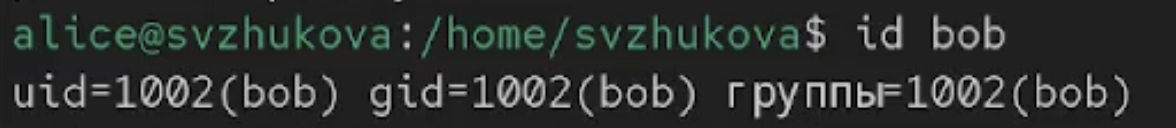 alice@svzhukova:/home/svzhukova$ id bob
uid=1002(bob) gid=1002(bob) группы=1002(bob)